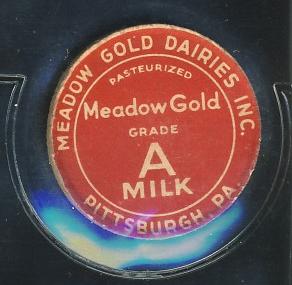 MEADOW GOLD DAIRIES INC.
PASTEURIZED
Meadow Gold
GRADE
A
MILK
PITTSBURGH, PA.